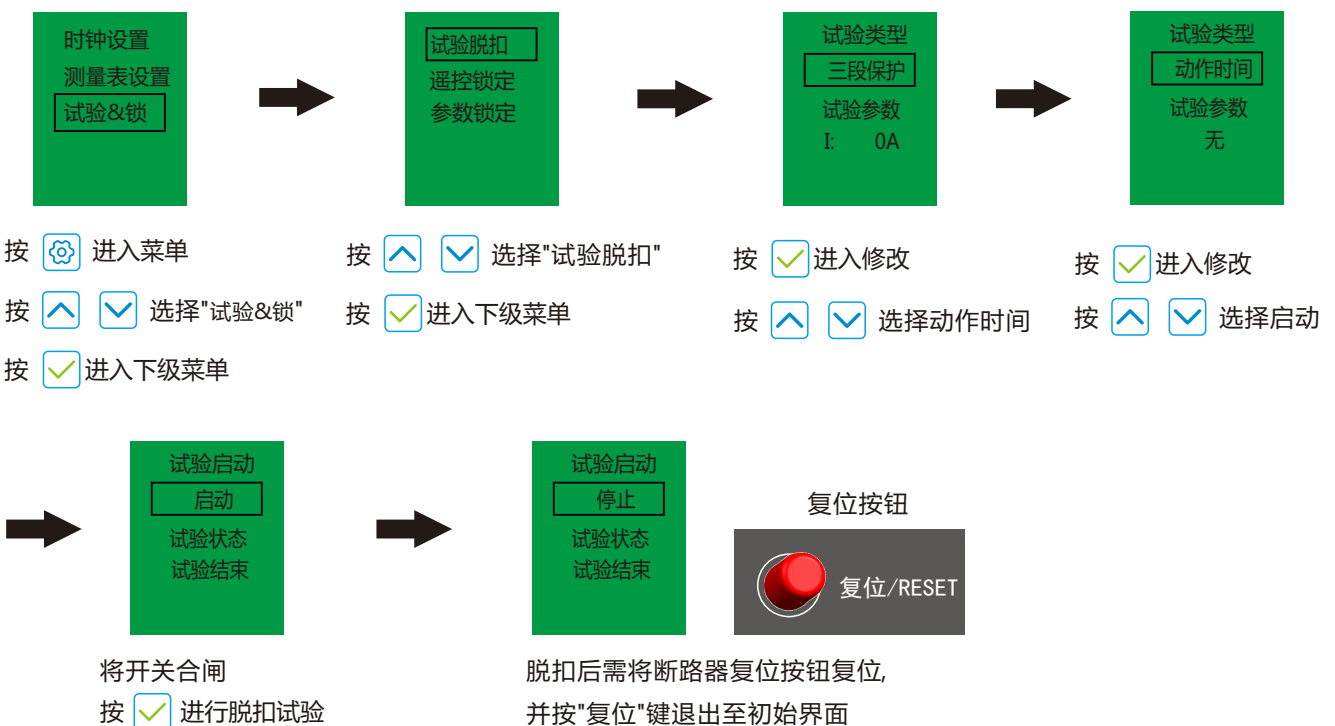 时钟设置
测量表设置
试验&锁
按 进入菜单
按 选择"试验&锁"
按 进入下级菜单
试验脱扣
遥控锁定
参数锁定
按 选择"试验脱扣"
按 进入下级菜单
试验类型
三段保护
试验参数
I: 0A
按 进入修改
按 选择动作时间
试验类型
动作时间
试验参数
无
按 进入修改
按 选择启动
试验启动
启动
试验状态
试验结束
将开关合闸
按 进行脱扣试验
试验启动
停止
试验状态
试验结束
复位按钮
复位/RESET
脱扣后需将断路器复位按钮复位,
并按"复位"键退出至初始界面